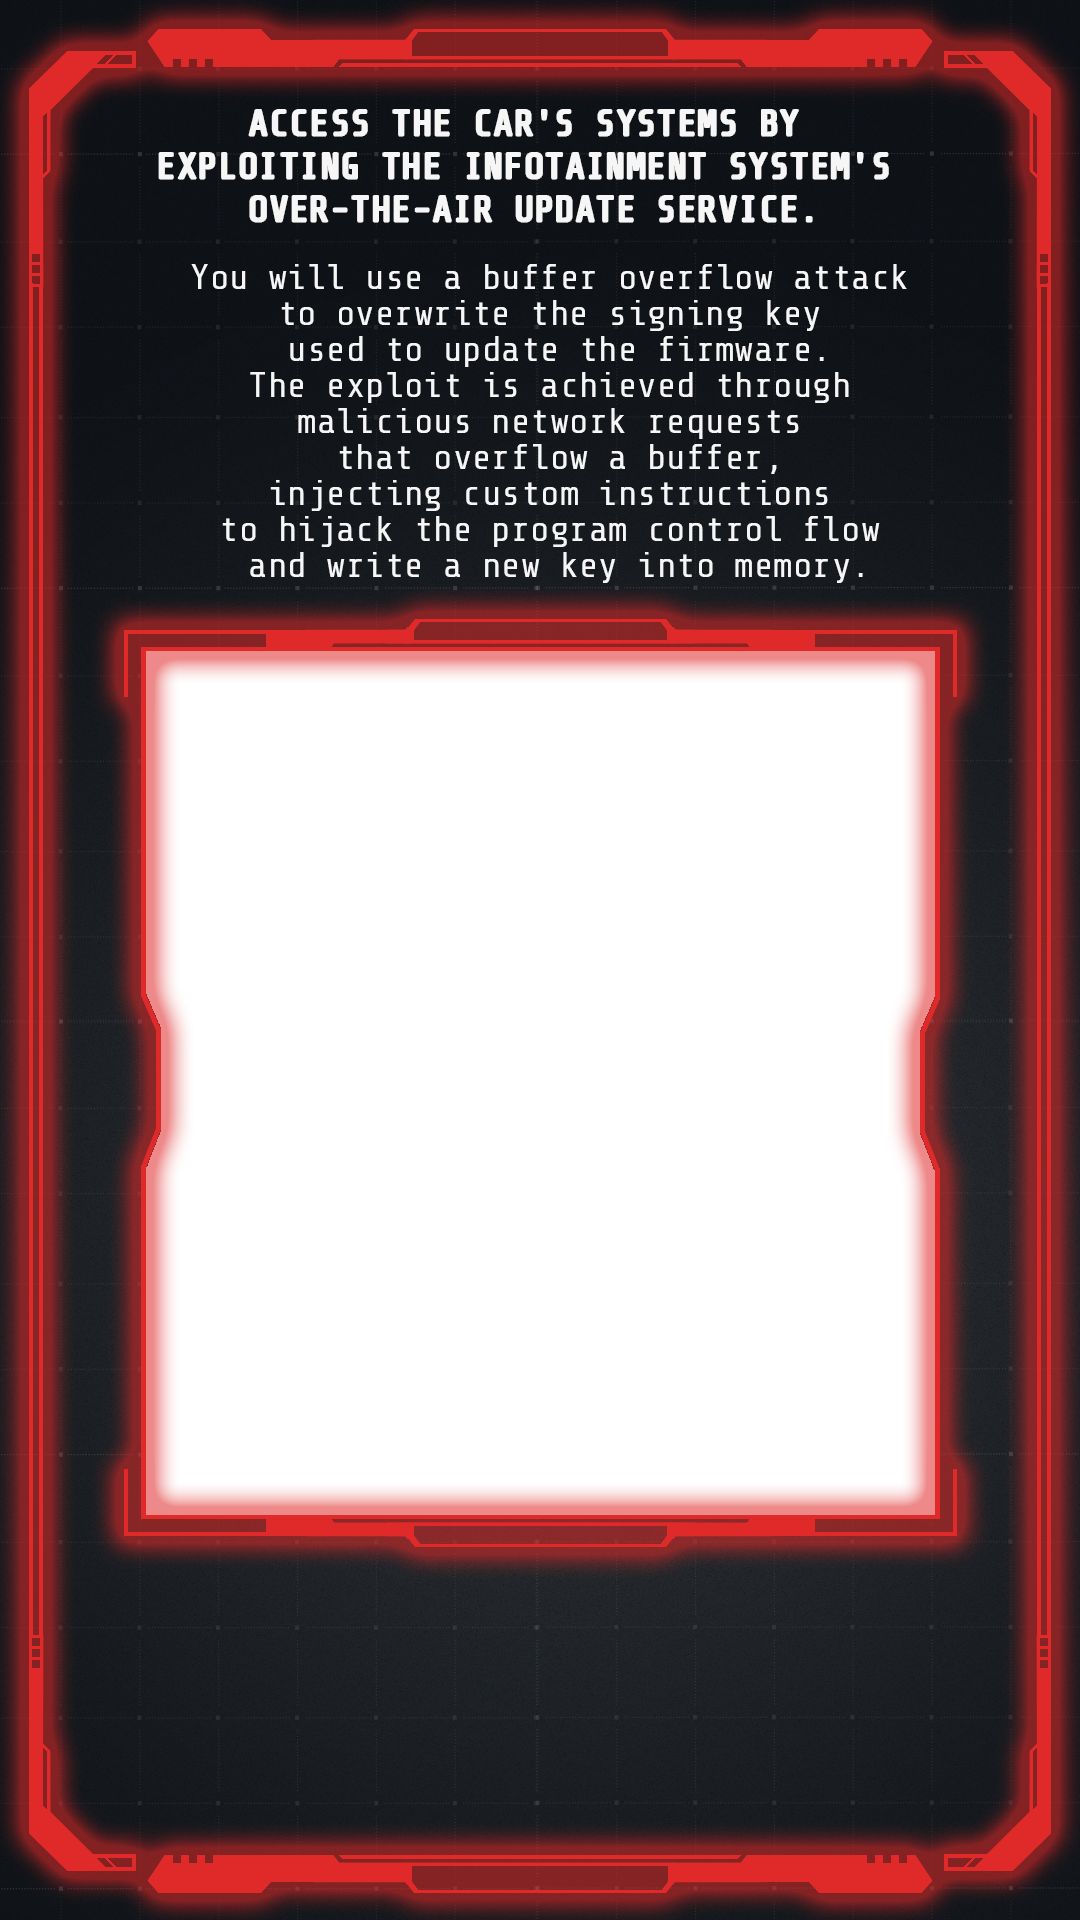 ACCESS THE CAR'S SYSTEMS BY
EXPLOITING THE INFOTAINMENT SYSTEM'S
OVER-THE-AIR UPDATE SERVICE.
You will use a buffer overflow attack
to overwrite the signing key
used to update the firmware.
The exploit is achieved through
malicious network requests
that overflow a buffer,
injecting custom instructions
to hijack the program control flow
and write a new key into memory.